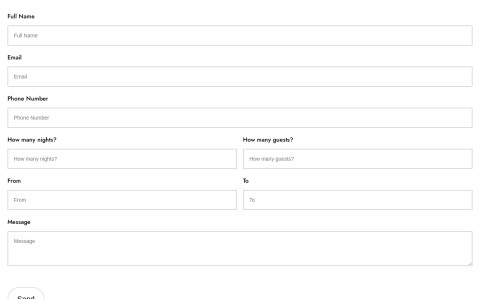 Full Name
Full Name
Email
Email
Phone Number
Phone Number
How many nights? How many guests?
How many nights? How many guests?
From To
From To
Message
Message
Send